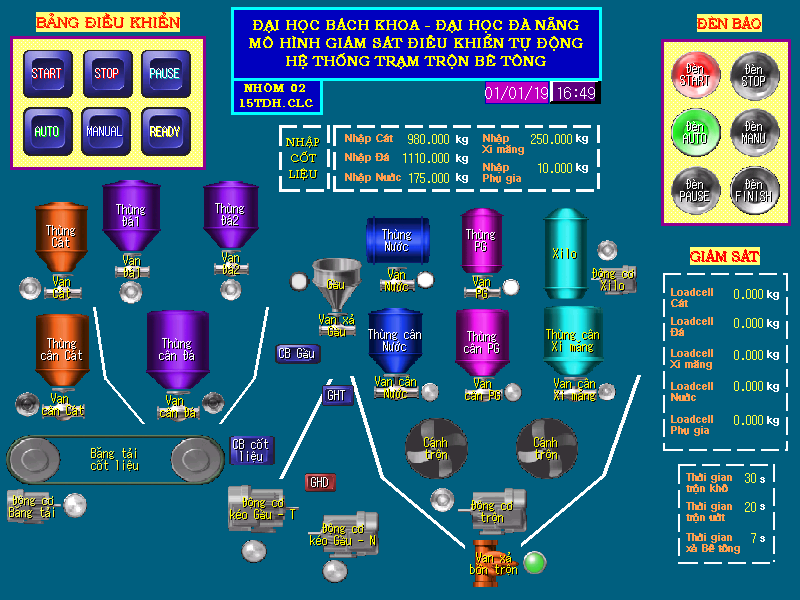 BẢNG ĐIỀU KHIỂN
START
STOP
PAUSE
AUTO
MANUAL
READY
ĐẠI HỌC BÁCH KHOA - ĐẠI HỌC ĐÀ NẴNG
MÔ HÌNH GIÁM SÁT ĐIỀU KHIỂN TỰ ĐỘNG
HỆ THỐNG TRẠM TRỘN BÊ TÔNG
NHÓM 02
15TDH.CLC
01/01/19 16:49
ĐÈN BÁO
Đèn
START
Đèn
STOP
Đèn
AUTO
Đèn
MANU
Đèn
PAUSE
Đèn
FINISH
NHẬP
CỐT
LIỆU
Nhập Cát 980.000 kg
Nhập Đá 1110.000 kg
Nhập Nước 175.000 kg
Nhập
Xi măng 250.000 kg
Nhập
Phụ gia 10.000 kg
Thùng
Cát
Thùng
Đá1
Thùng
Đá2
Van
Cát
Van
Đá1
Van
Đá2
Gầu
Van xả
Gầu
Thùng
Nước
Van
Nước
Thùng
PG
Van
PG
Xilo
Động cơ
Xilo
Thùng
cân Cát
Van
cân Cát
Thùng
cân Đá
Van
cân Đá
CB Gầu
Thùng cân
Nước
Van cân
Nước
Thùng
cân PG
Van
cân PG
Thùng cân
Xi măng
Van cân
Xi măng
GHT
GIÁM SÁT
Loadcell
Cát 0.000 kg
Loadcell
Đá 0.000 kg
Loadcell
Xi măng 0.000 kg
Loadcell
Nước 0.000 kg
Loadcell
Phụ gia 0.000 kg
Băng tải
cốt liệu
CB cốt
liệu
Động cơ
Băng tải
GHD
Động cơ
kéo Gầu - T
Động cơ
kéo Gầu - N
Cánh
trộn
Cánh
trộn
Động cơ
trộn
Van xả
bồn trộn
Thời gian
trộn khô 30 s
Thời gian
trộn ướt 20 s
Thời gian
xả Bê tông 7 s